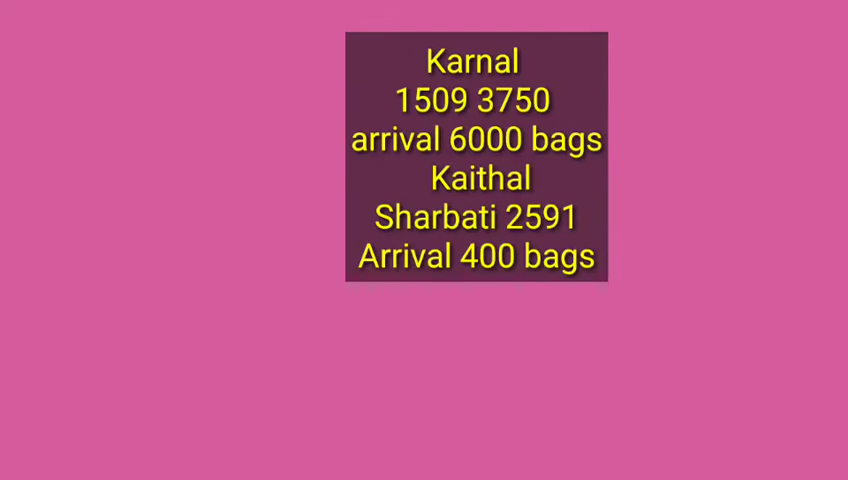 Karnal
1509 3750
arrival 6000 bags
Kaithal
Sharbati 2591
Arrival 400 bags